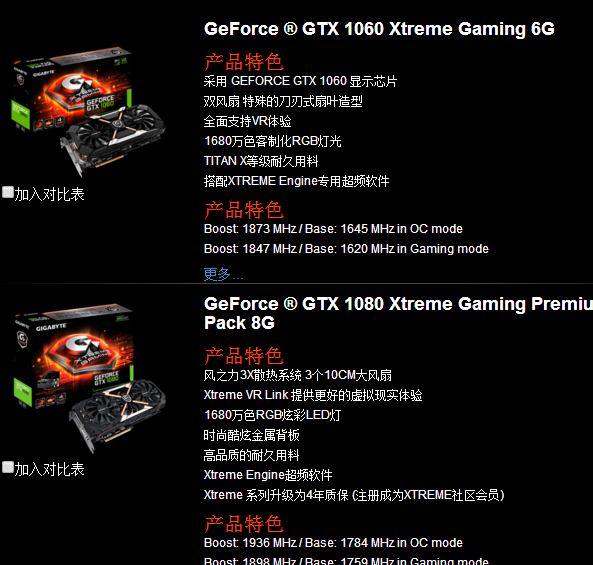 GeForce ® GTX 1060 Xtreme Gaming 6G
产品特色
采用 GEFORCE GTX 1060 显示芯片
双风扇 特殊的刀刃式扇叶造型
全面支持VR体验
1680万色客制化RGB灯光
TITAN X等级耐久用料
搭配XTREME Engine专用超频软件
GIGABYTE
XTREME
GEFORCE
GTX 1060
加入对比表
产品特色
Boost: 1873 MHz / Base: 1645 MHz in OC mode
Boost: 1847 MHz / Base: 1620 MHz in Gaming mode
更多...
GeForce ® GTX 1080 Xtreme Gaming Premiu
Pack 8G
产品特色
风之力3X散热系统 3个10CM大风扇
Xtreme VR Link 提供更好的虚拟现实体验
1680万色RGB炫彩LED灯
时尚酷炫金属背板
高品质的耐久用料
Xtreme Engine超频软件
Xtreme 系列升级为4年质保 (注册成为XTREME社区会员)
GIGABYTE
XTREME
GEFORCE
GTX 1080
加入对比表
产品特色
Boost: 1936 MHz / Base: 1784 MHz in OC mode
Boost: 1898 MHz / Base: 1759 MHz in Gaming mode